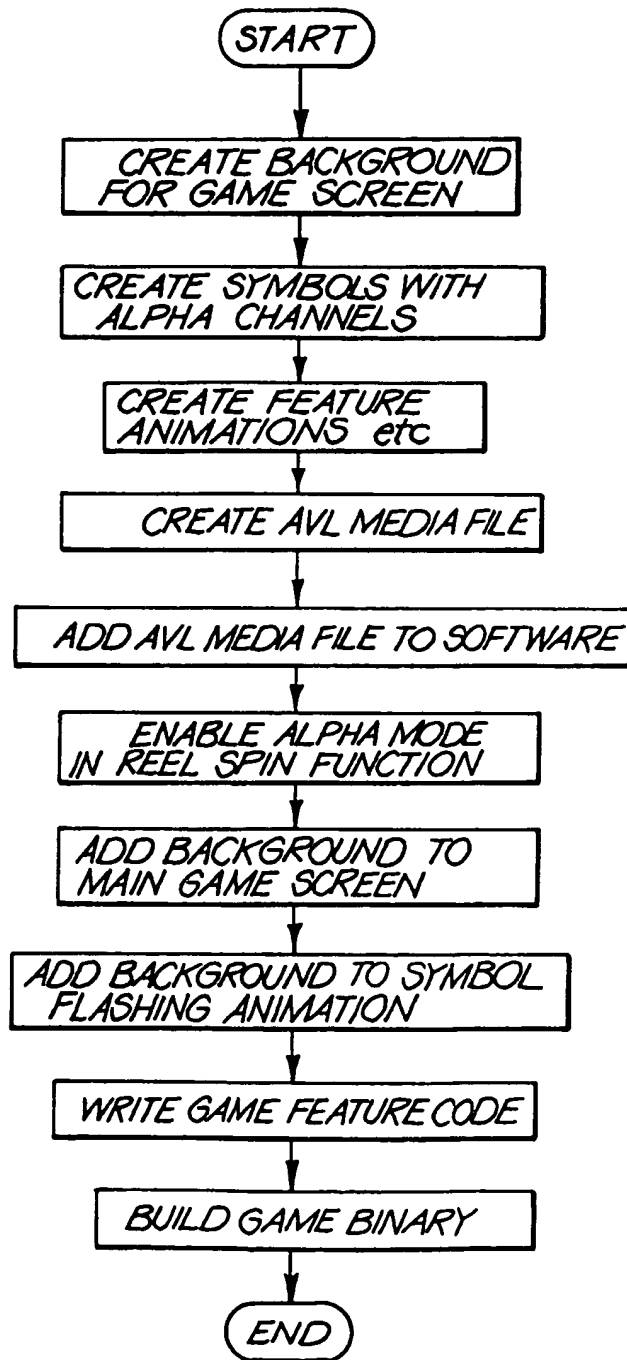 START
CREATE BACKGROUND
FOR GAME SCREEN
CREATE SYMBOLS WITH
ALPHA CHANNELS
CREATE FEATURE
ANIMATIONS etc
CREATE AVL MEDIA FILE
ADD AVL MEDIA FILE TO SOFTWARE
ENABLE ALPHA MODE
IN REEL SPIN FUNCTION
ADD BACKGROUND TO
MAIN GAME SCREEN
ADD BACKGROUND TO SYMBOL
FLASHING ANIMATION
WRITE GAME FEATURE CODE
BUILD GAME BINARY
END